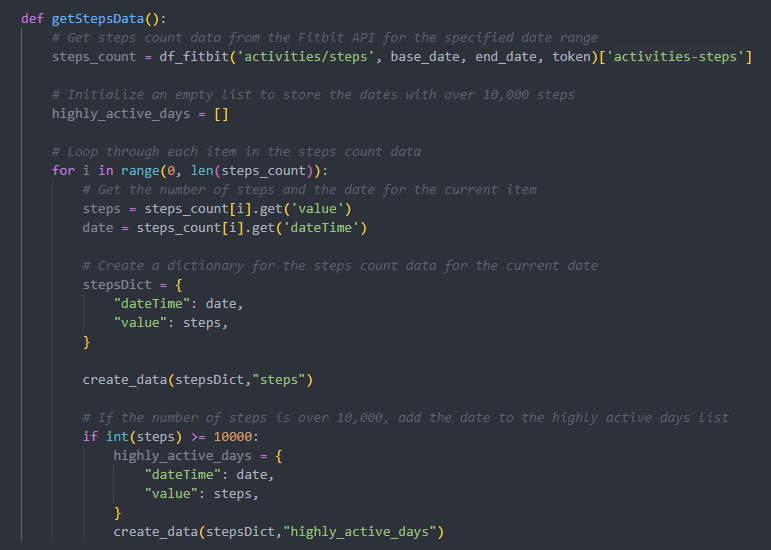 def getStepsData():
    # Get steps count data from the Fitbit API for the specified date range
    steps_count = df_fitbit('activities/steps', base_date, end_date, token)['activities-steps']

    # Initialize an empty list to store the dates with over 10,000 steps
    highly_active_days = []

    # Loop through each item in the steps count data
    for i in range(0, len(steps_count)):
        # Get the number of steps and the date for the current item
        steps = steps_count[i].get('value')
        date = steps_count[i].get('dateTime')

        # Create a dictionary for the steps count data for the current date
        stepsDict = {
            "dateTime": date,
            "value": steps,
        }

        create_data(stepsDict,"steps")

        # If the number of steps is over 10,000, add the date to the highly active days list
        if int(steps) >= 10000:
            highly_active_days = {
                "dateTime": date,
                "value": steps,
            }
            create_data(stepsDict,"highly_active_days")